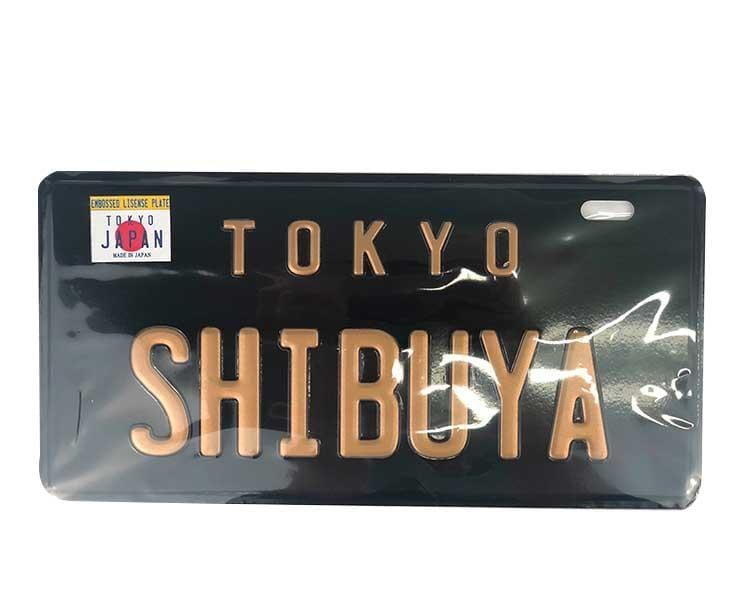 EMBOSSED LISENSE PLATE
TOKYO
JAPAN
MADE IN JAPAN
TOKYO
SHIBUYA